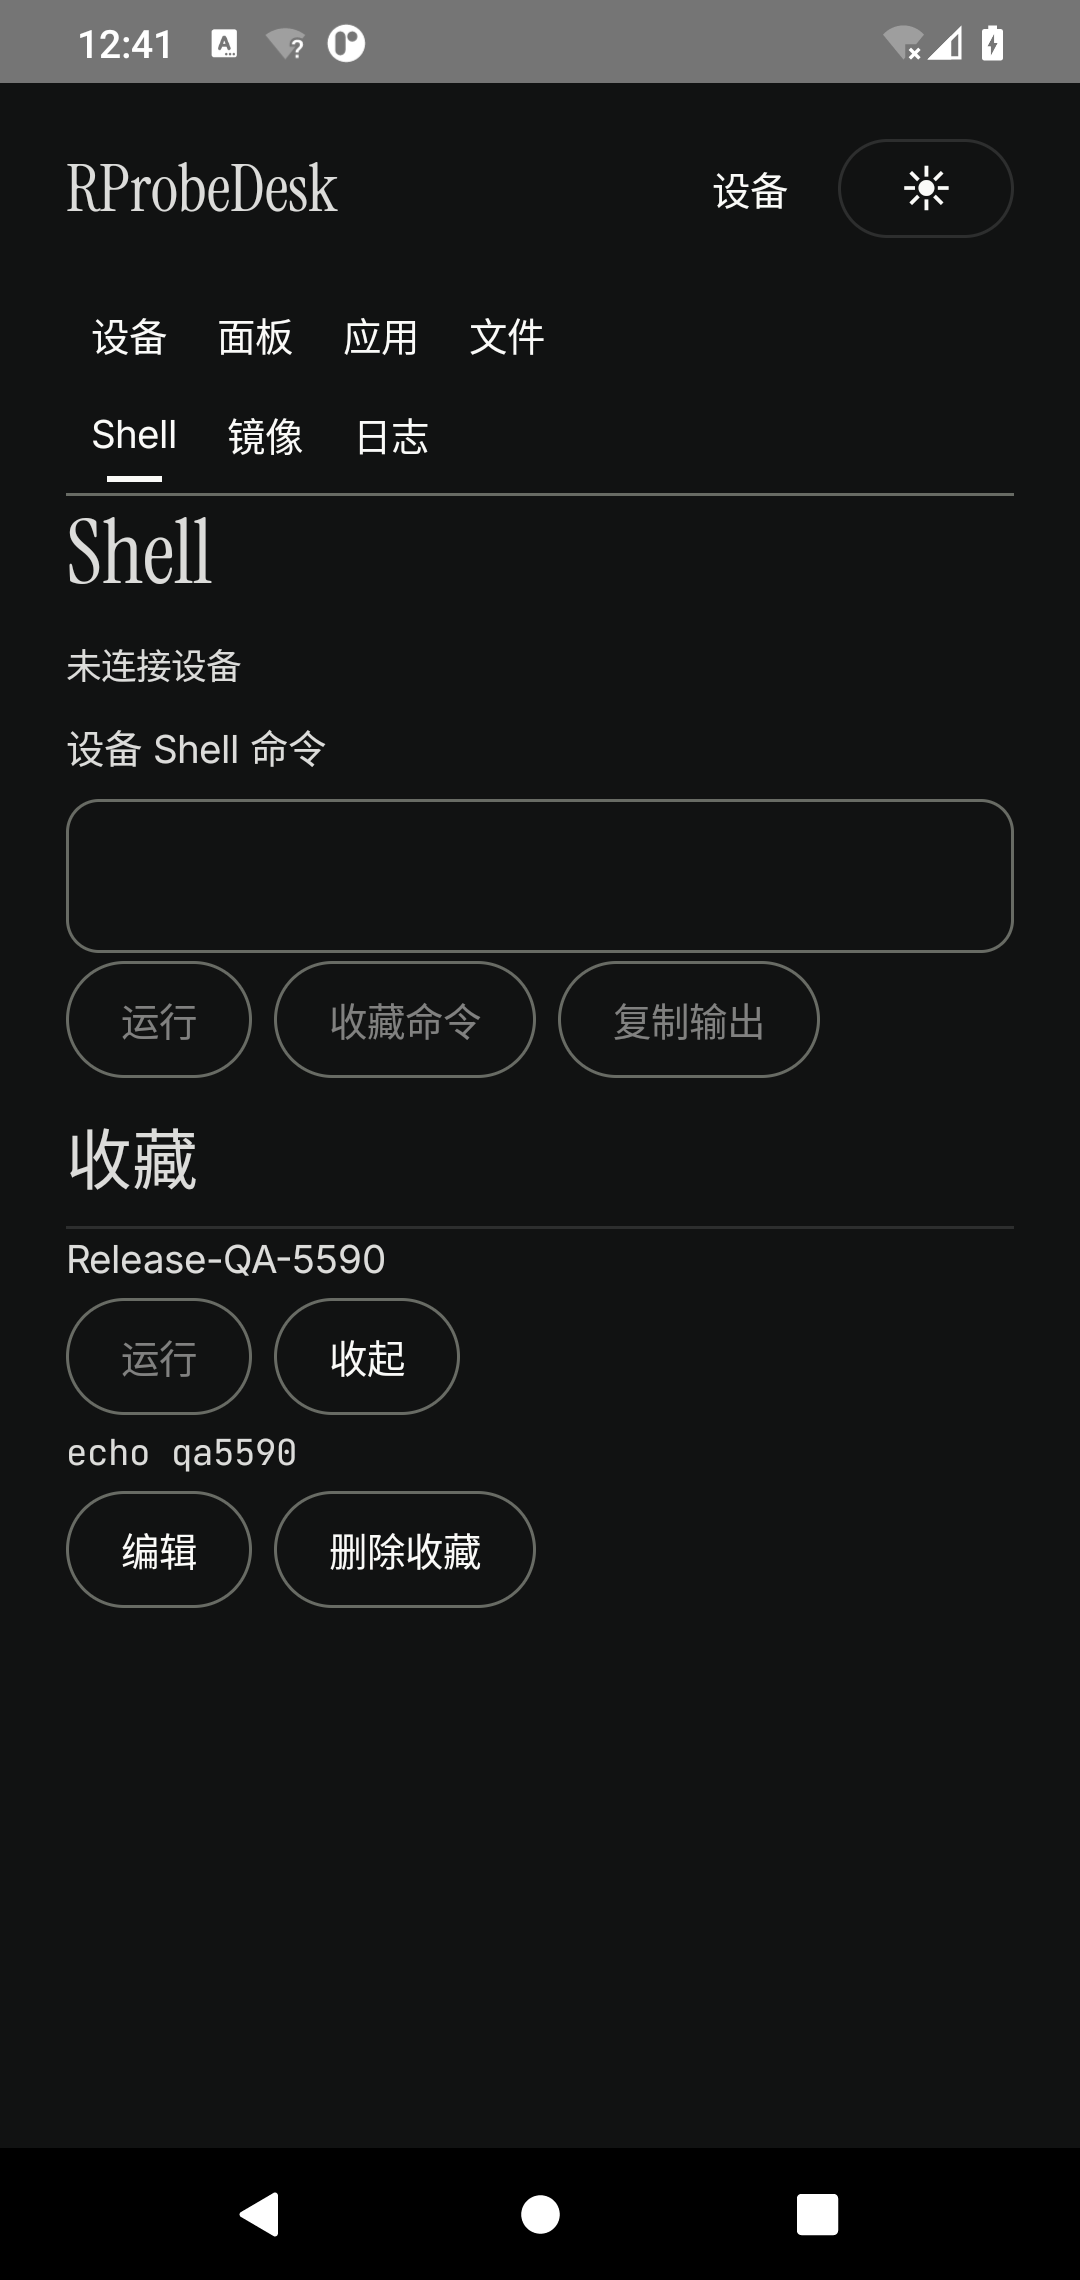 12:41
RProbeDesk 设备
设备 面板 应用 文件
Shell 镜像 日志
Shell
未连接设备
设备 Shell 命令
运行 收藏命令 复制输出
收藏
Release-QA-5590
运行 收起
echo qa5590
编辑 删除收藏